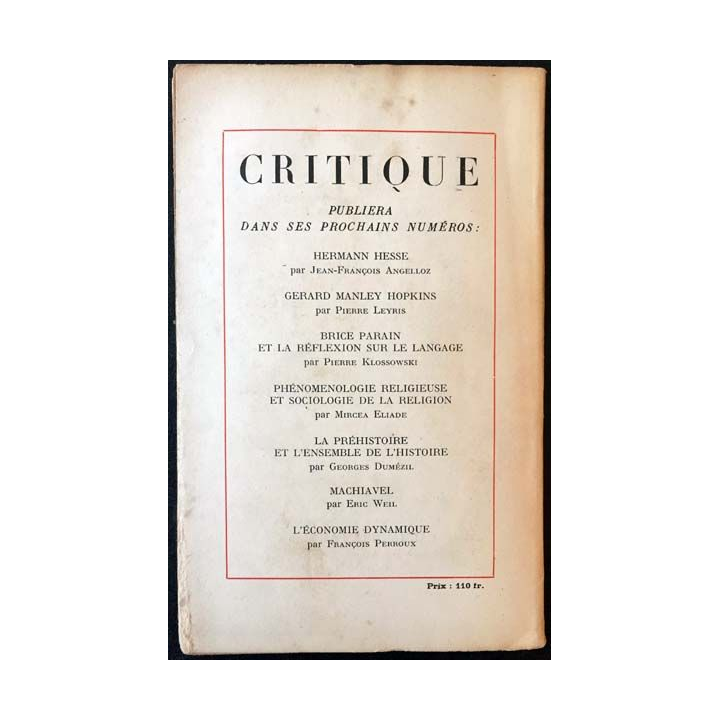 CRITIQUE
PUBLIERA
DANS SES PROCHAINS NUMÉROS:
HERMANN HESSE
par Jean-François Angelloz
GERARD MANLEY HOPKINS
par Pierre Leyris
BRICE PARAIN
ET LA RÉFLEXION SUR LE LANGAGE
par Pierre Klossowski
PHÉNOMENOLOGIE RELIGIEUSE
ET SOCIOLOGIE DE LA RELIGION
par Mircea Eliade
LA PRÉHISTOIRE
ET L'ENSEMBLE DE L'HISTOIRE
par Georges Dumézil
MACHIAVEL
par Eric Weil
L'ÉCONOMIE DYNAMIQUE
par François Perroux
Prix : 110 fr.